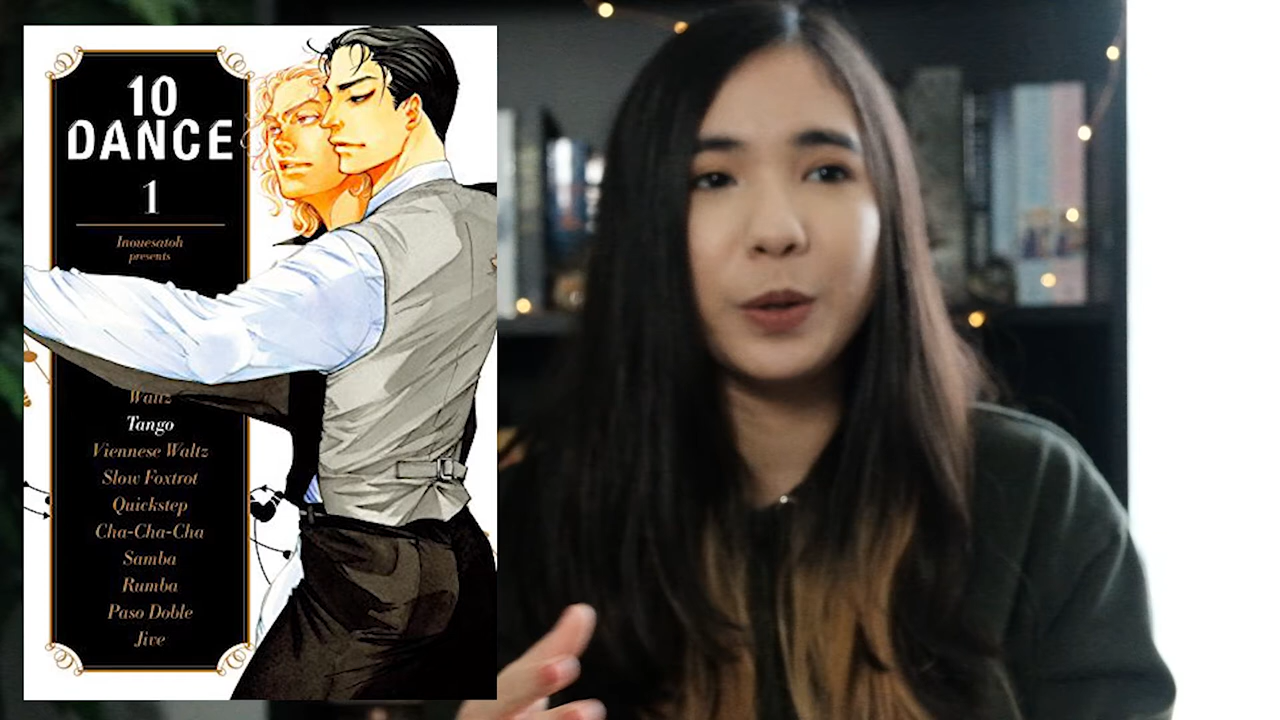 10
DANCE
1
Inouesatoh
presents
Waltz
Tango
Viennese Waltz
Slow Foxtrot
Quickstep
Cha-Cha-Cha
Samba
Rumba
Paso Doble
Jive